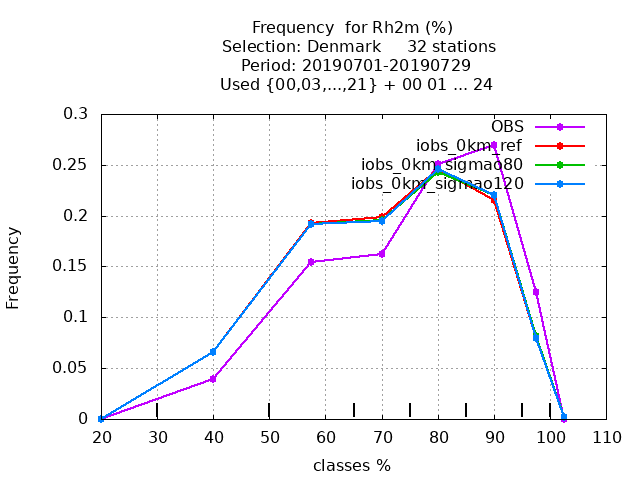 Frequency  for Rh2m (%)
Selection: Denmark     32 stations
Period: 20190701-20190729
Used {00,03,...,21} + 00 01 ... 24
OBS
iobs_0km_ref
iobs_0km_sigmao80
iobs_0km_sigmao120
0.3
0.25
0.2
0.15
0.1
0.05
0
Frequency
20 30 40 50 60 70 80 90 100 110
classes %